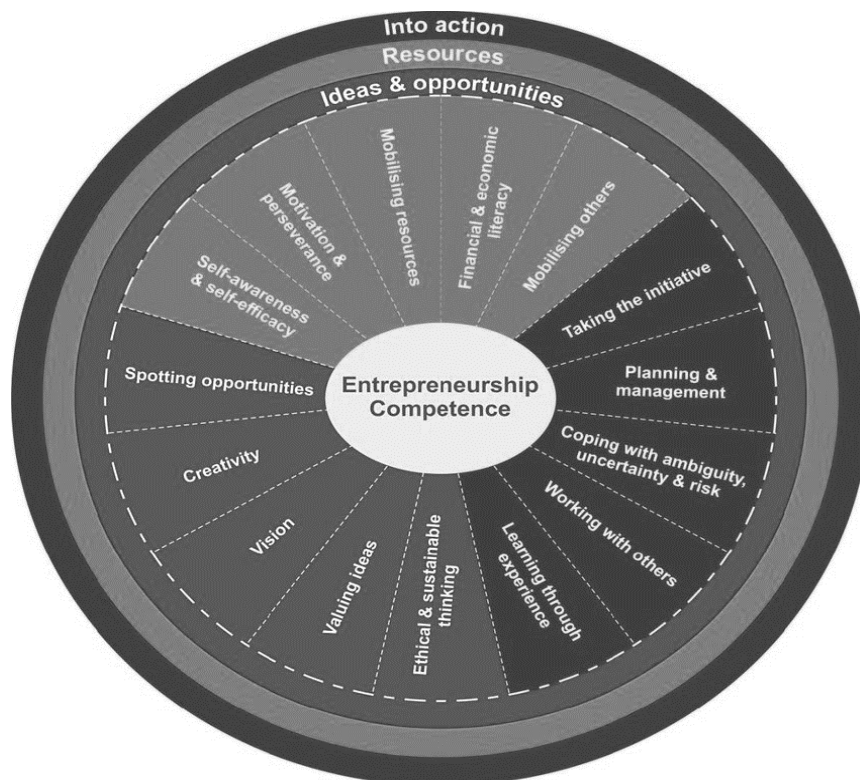 Into action
Resources
Ideas & opportunities
Self-awareness
& self-efficacy
Motivation &
perseverance
Mobilising resources
Financial & economic
literacy
Mobilising others
Taking the initiative
Planning &
management
Coping with ambiguity,
uncertainty & risk
Working with others
Learning through
experience
Ethical & sustainable
thinking
Valuing ideas
Vision
Creativity
Spotting opportunities
Entrepreneurship
Competence